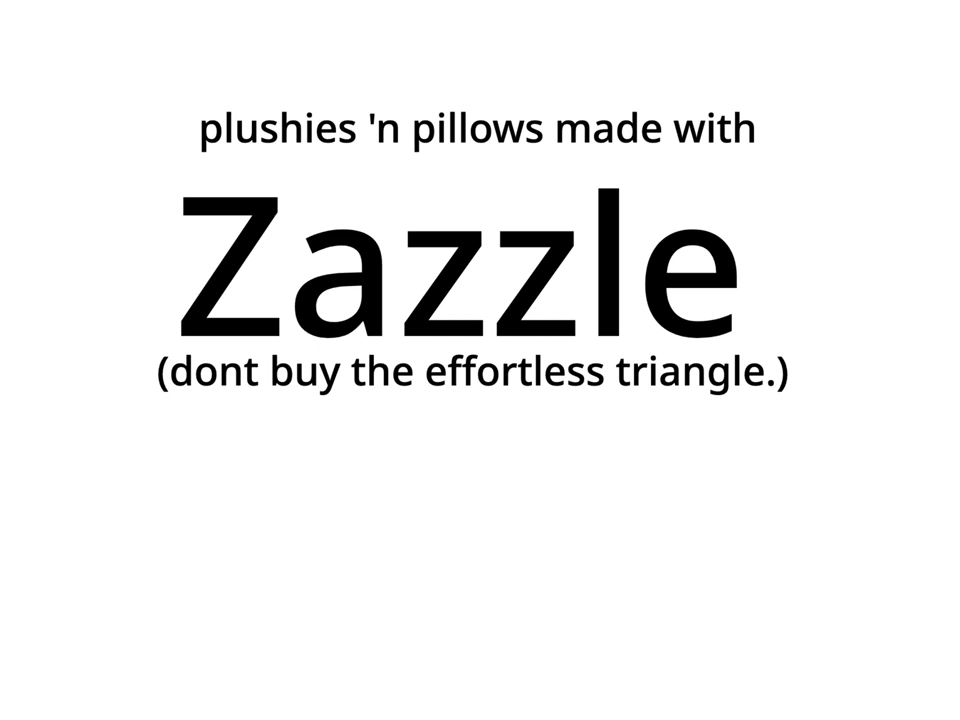 plushies 'n pillows made with
Zazzle
(dont buy the effortless triangle.)